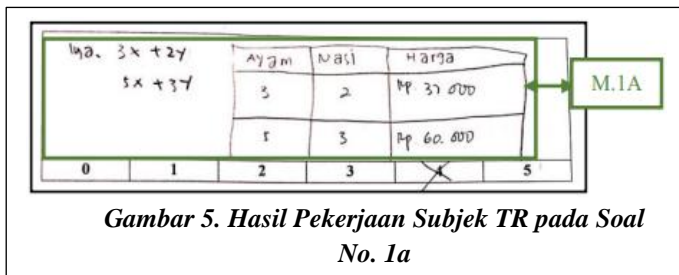 Iya. 3x + 2y
5x + 3y
Ayam Nasi Harga
3 2 Rp. 37.000
5 3 Rp 60.000
M.1A
0 1 2 3 4 5
Gambar 5. Hasil Pekerjaan Subjek TR pada Soal
No. 1a